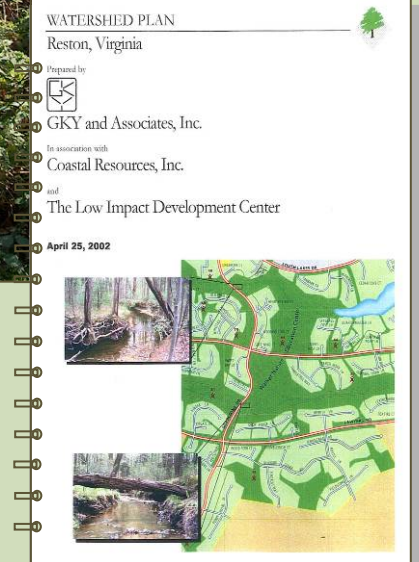 WATERSHED PLAN
Reston, Virginia
Prepared by
GKY
GKY and Associates, Inc.
In association with
Coastal Resources, Inc.
and
The Low Impact Development Center
April 25, 2002